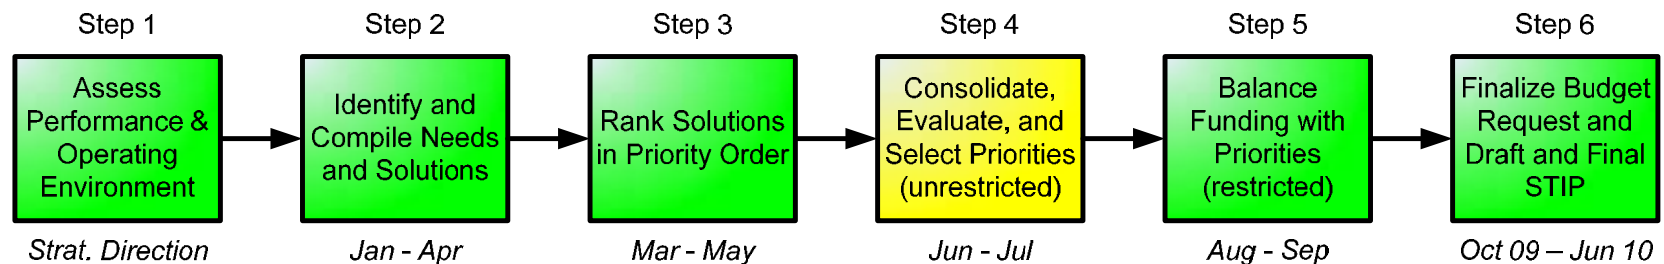 Step 1
Assess
Performance &
Operating
Environment
Strat. Direction
Step 2
Identify and
Compile Needs
and Solutions
Jan - Apr
Step 3
Rank Solutions
in Priority Order
Mar - May
Step 4
Consolidate,
Evaluate, and
Select Priorities
(unrestricted)
Jun - Jul
Step 5
Balance
Funding with
Priorities
(restricted)
Aug - Sep
Step 6
Finalize Budget
Request and
Draft and Final
STIP
Oct 09 – Jun 10